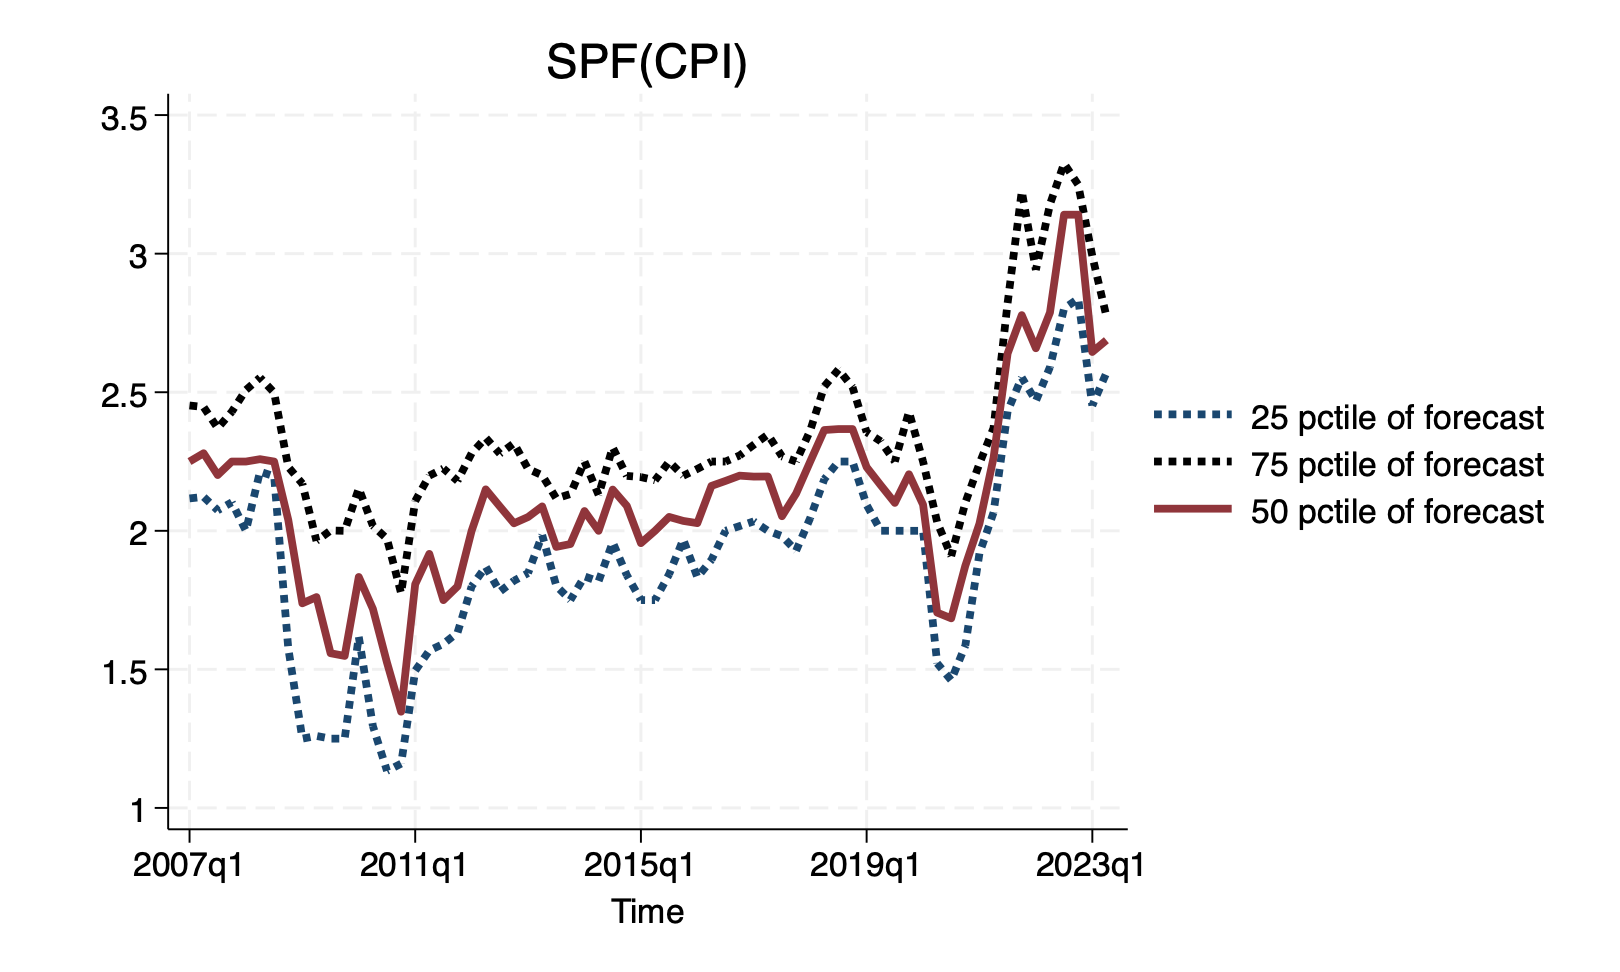 SPF(CPI)
3.5
3
2.5
2
1.5
1
2007q1 2011q1 2015q1 2019q1 2023q1
Time
25 pctile of forecast
75 pctile of forecast
50 pctile of forecast